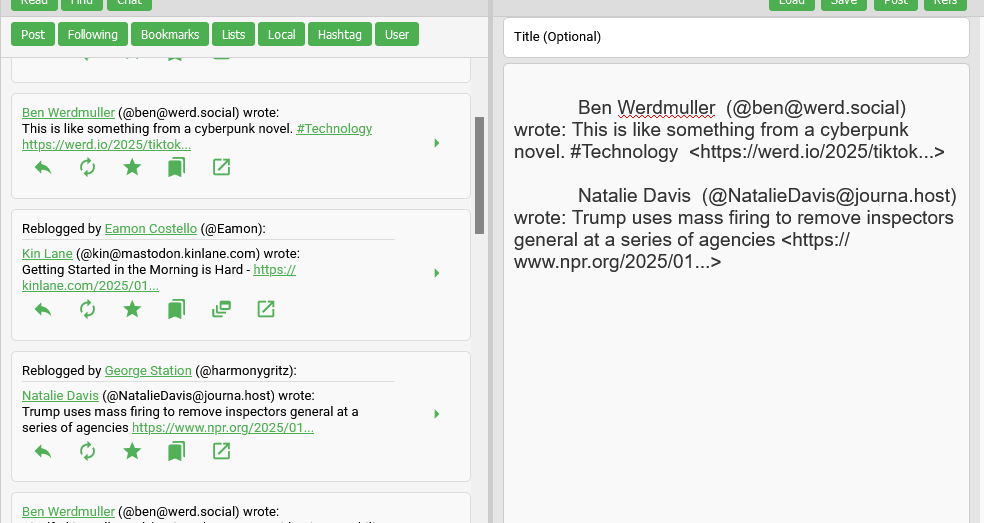 Read Find Chat
Post Following Bookmarks Lists Local Hashtag User
Ben Werdmuller (@ben@werd.social) wrote:
This is like something from a cyberpunk novel. #Technology
https://werd.io/2025/tiktok...
Reblogged by Eamon Costello (@Eamon):
Kin Lane (@kin@mastodon.kinlane.com) wrote:
Getting Started in the Morning is Hard - https://
kinlane.com/2025/01...
Reblogged by George Station (@harmonygritz):
Natalie Davis (@NatalieDavis@journa.host) wrote:
Trump uses mass firing to remove inspectors general at a
series of agencies https://www.npr.org/2025/01...
Ben Werdmuller (@ben@werd.social) wrote:
Load Save Post Refs
Title (Optional)
Ben Werdmuller (@ben@werd.social)
wrote: This is like something from a cyberpunk
novel. #Technology <https://werd.io/2025/tiktok...>
Natalie Davis (@NatalieDavis@journa.host)
wrote: Trump uses mass firing to remove inspectors
general at a series of agencies <https://
www.npr.org/2025/01...>